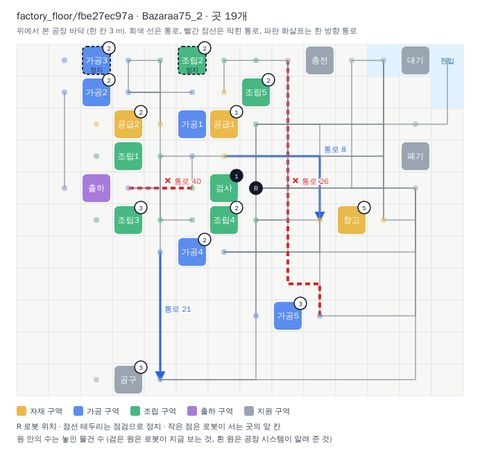 factory_floor/fbe27ec97a · Bazaraa75_2 · 곳 19개
위에서 본 공장 바닥 (한 칸 3 m). 회색 선은 통로, 빨간 점선은 막힌 통로, 파란 화살표는 한 방향 통로
가공3 2 정지
조립2 2 정지
충전
대기
진입
가공2 2
조립5 2
공급2 2
가공1
공급1 1
조립1
통로 8
폐기
출하
✖ 통로 40
검사 1
R
✖ 통로 26
조립3 3
조립4 2
창고 5
가공4 2
통로 21
가공5 3
공구 3
자재 구역
가공 구역
조립 구역
출하 구역
지원 구역
R 로봇 위치 · 점선 테두리는 점검으로 정지 · 작은 점은 로봇이 서는 곳의 앞 칸
원 안의 수는 놓인 물건 수 (검은 원은 로봇이 지금 보는 것, 흰 원은 공장 시스템이 알려 준 것)